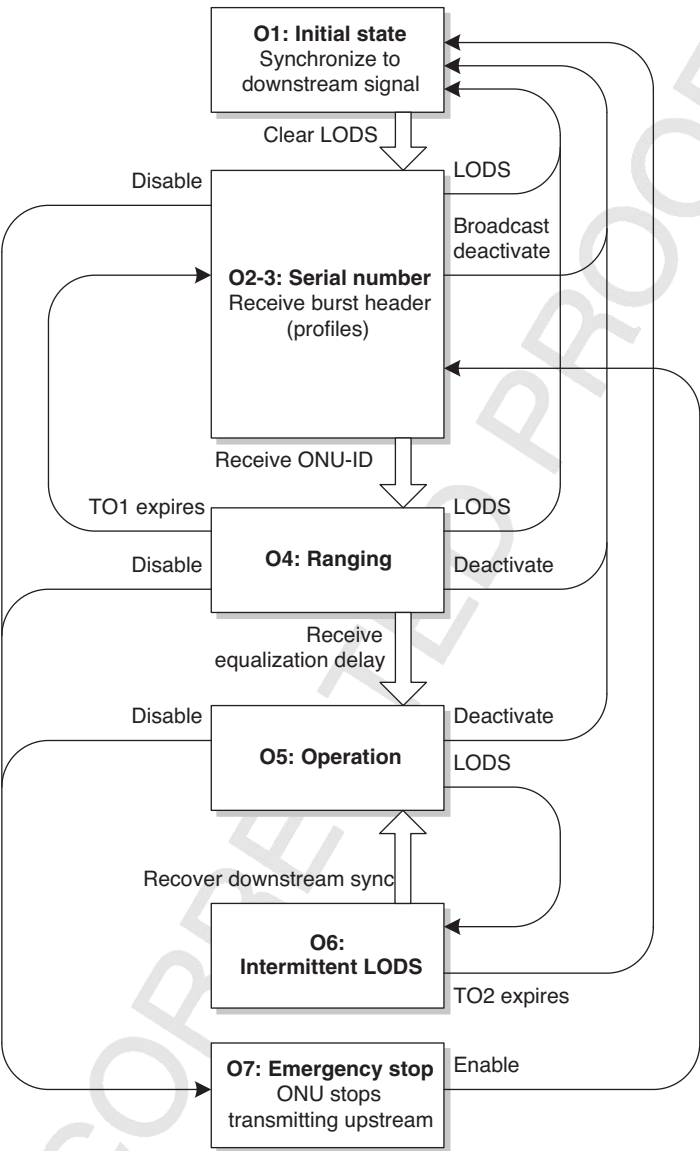 O1: Initial state
Synchronize to
downstream signal
Clear LODS
Disable
LODS
Broadcast
deactivate
O2-3: Serial number
Receive burst header
(profiles)
Receive ONU-ID
TO1 expires
LODS
O4: Ranging
Disable
Deactivate
Receive
equalization delay
Disable
Deactivate
O5: Operation
LODS
Recover downstream sync
O6:
Intermittent LODS
TO2 expires
O7: Emergency stop
ONU stops
transmitting upstream
Enable